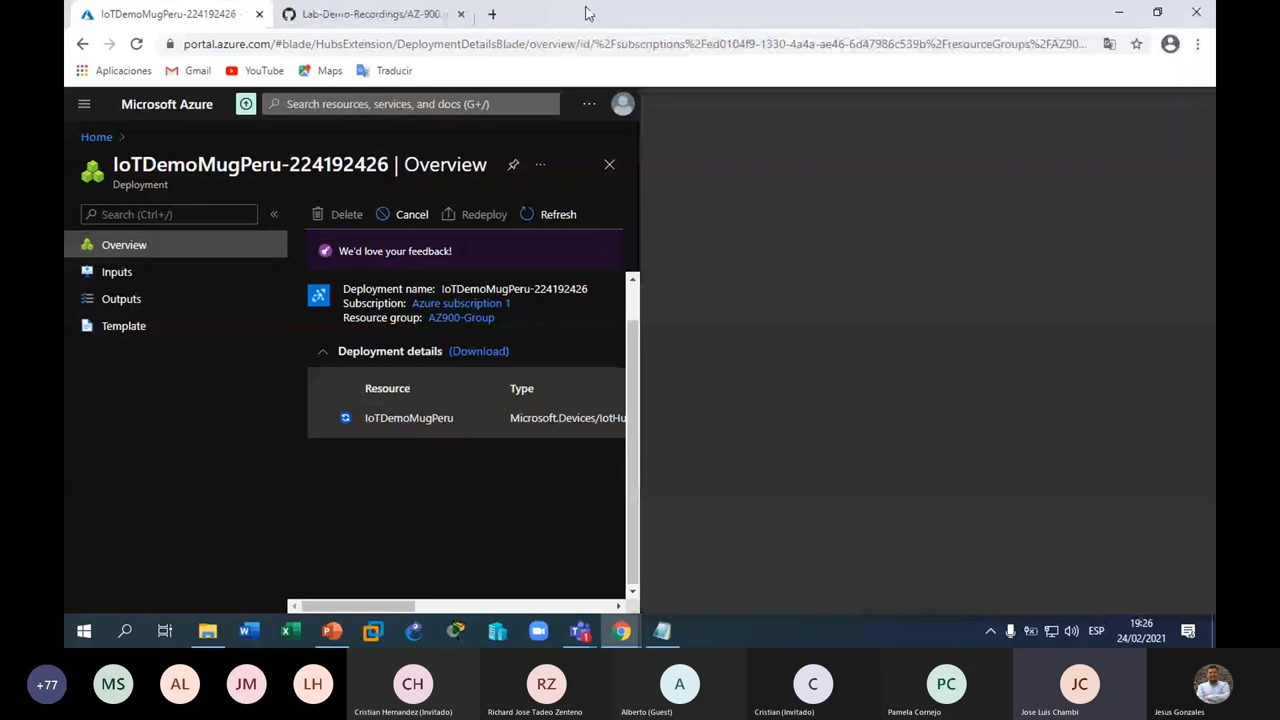 IoTDemoMugPeru-224192426 -
Lab-Demo-Recordings/AZ-900.
portal.azure.com/#blade/HubsExtension/DeploymentDetailsBlade/overview/id/%2Fsubscriptions%2Fed0104f9-1330-4a4a-ae46-6d47986c539b%2FresourceGroups%2FAZ90...
Aplicaciones
Gmail
YouTube
Maps
Traducir
Microsoft Azure
Search resources, services, and docs (G+/)
Home
IoTDemoMugPeru-224192426 | Overview
Deployment
Search (Ctrl+/)
Delete
Cancel
Redeploy
Refresh
Overview
Inputs
Outputs
Template
We'd love your feedback!
Deployment name: IoTDemoMugPeru-224192426
Subscription: Azure subscription 1
Resource group: AZ900-Group
Deployment details (Download)
Resource Type
IoTDemoMugPeru Microsoft.Devices/IotHu
ESP
19:26
24/02/2021
+77
MS
AL
JM
LH
CH
Cristian Hernandez (Invitado)
RZ
Richard Jose Tadeo Zenteno
A
Alberto (Guest)
C
Cristian (Invitado)
PC
Pamela Cornejo
JC
Jose Luis Chambi
Jesus Gonzales